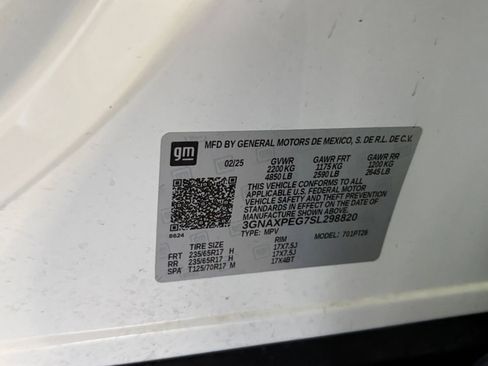 gm
MFD BY GENERAL MOTORS DE MEXICO, S. DE R.L. DE C.V.
02/25 GVWR GAWR FRT GAWR RR
2200 KG 1175 KG 1200 KG
4850 LB 2590 LB 2645 LB
THIS VEHICLE CONFORMS TO ALL
APPLICABLE U.S. FEDERAL MOTOR
VEHICLE SAFETY AND THEFT
PREVENTION STANDARDS IN EFFECT
ON THE DATE OF MANUFACTURE
SHOWN ABOVE.
3GNAXPEG7SL298820
TYPE: MPV MODEL: 701PT26
9624
TIRE SIZE RIM
FRT 235/65R17 H 17X7.5J
RR 235/65R17 H 17X7.5J
SPA T125/70R17 M 17X4BT